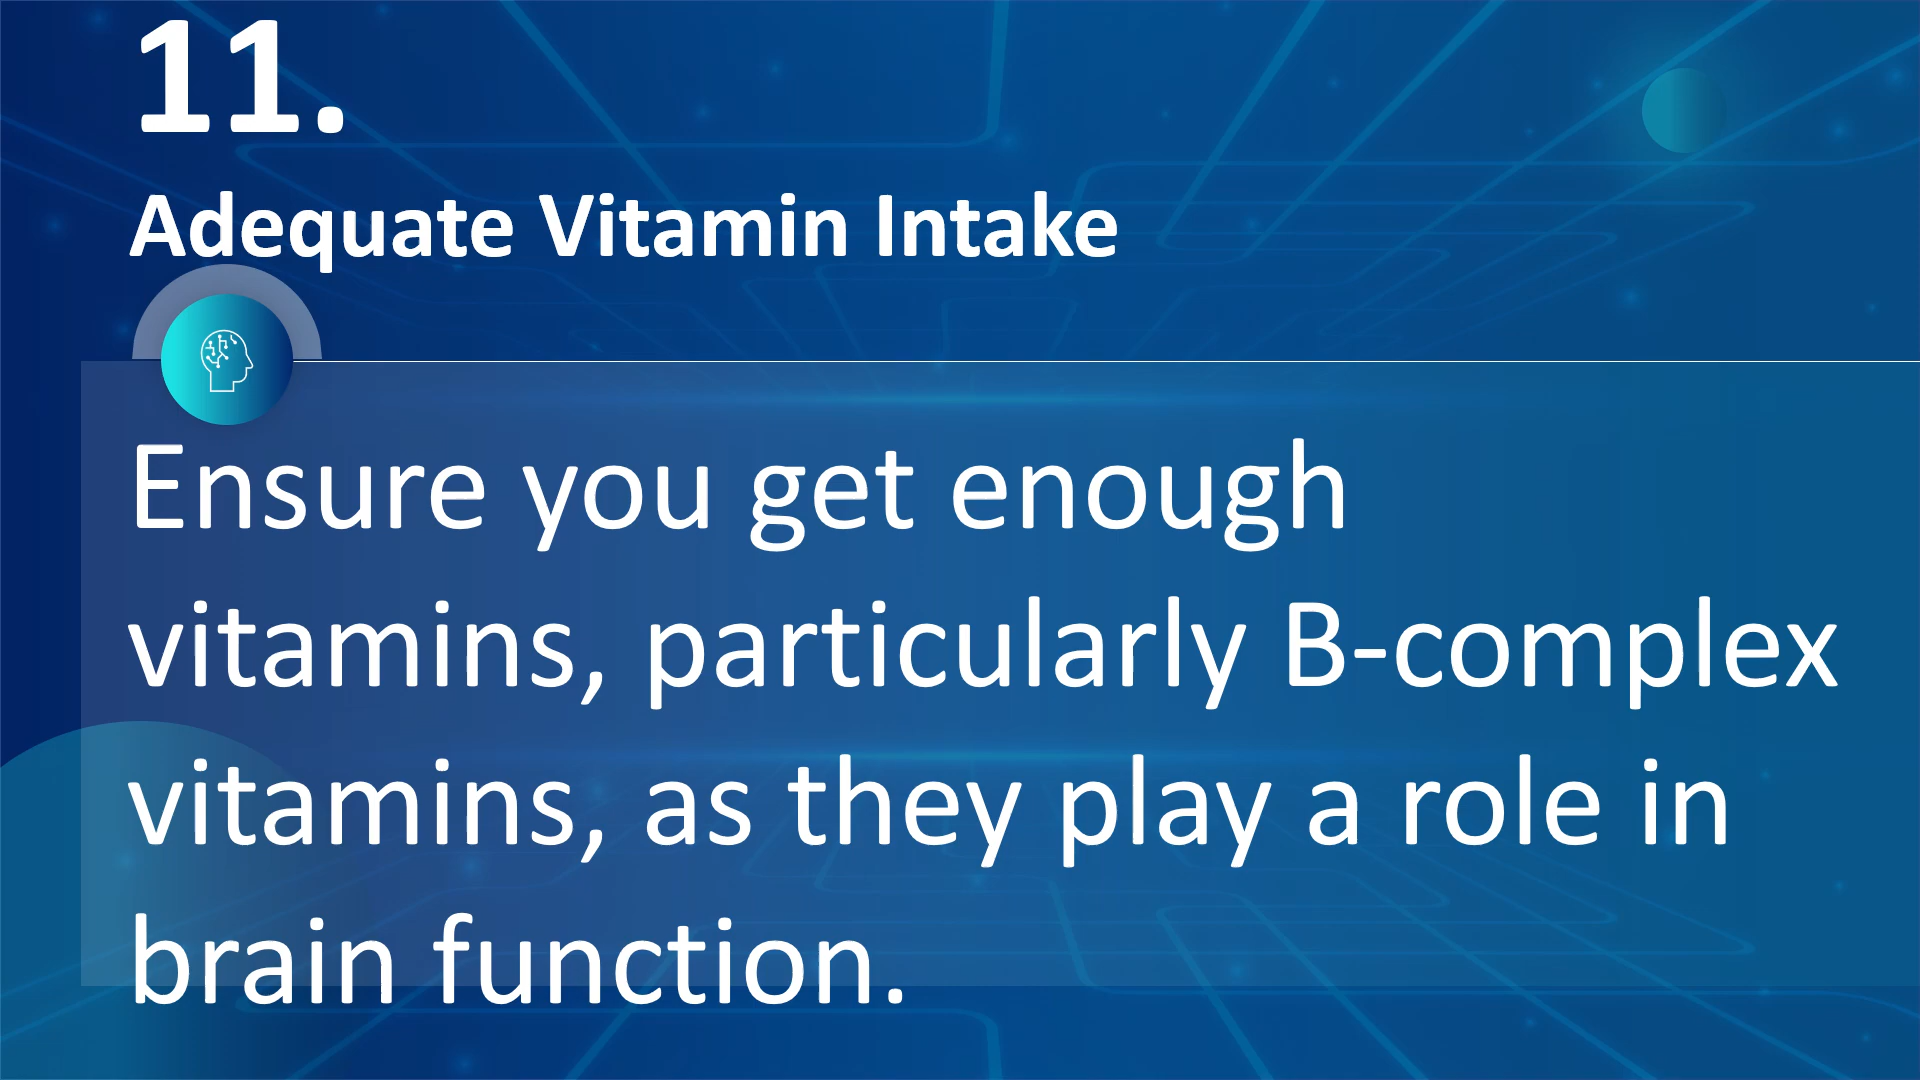 11.
Adequate Vitamin Intake
Ensure you get enough
vitamins, particularly B-complex
vitamins, as they play a role in
brain function.